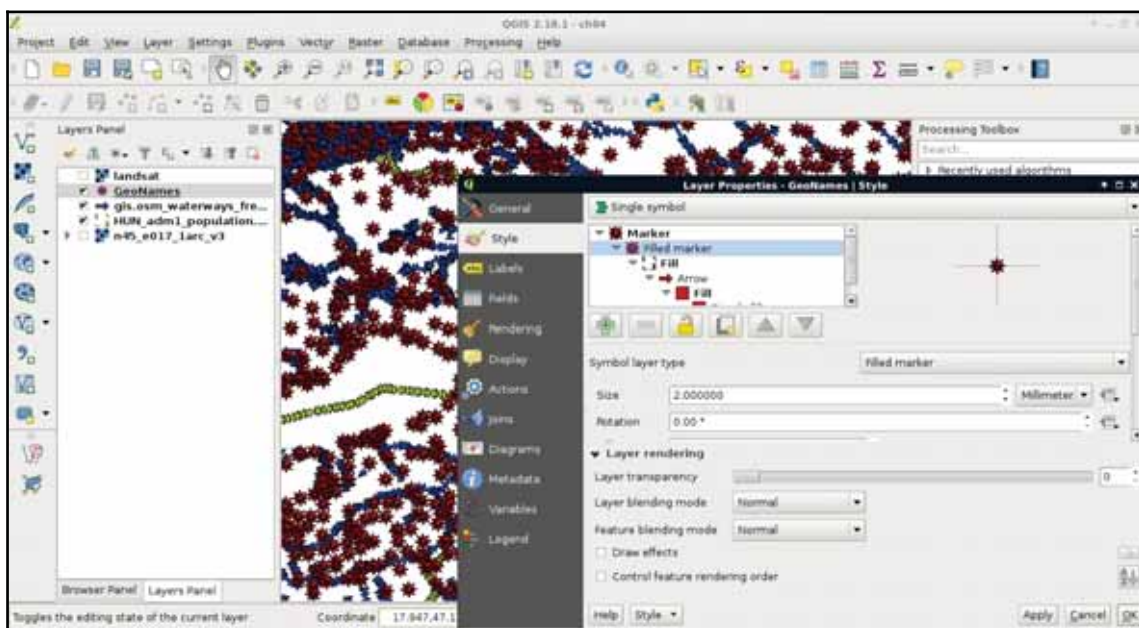 QGIS 2.18.1 - ch04
Project Edit View Layer Settings Plugins Vector Raster Database Processing Help
Layers Panel
landsat
GeoNames
gis.osm_waterways_fre...
HUN_adm1_population....
n45_e017_1arc_v3
Browser Panel Layers Panel
Processing Toolbox
Search...
Recently used algorithms
Layer Properties - GeoNames | Style
General
Style
Labels
Fields
Rendering
Display
Actions
Joins
Diagrams
Metadata
Variables
Legend
Single symbol
Marker
Filled marker
Fill
Arrow
Fill
Symbol layer type Filled marker
Size 2.000000 Millimeter
Rotation 0.00 °
Layer rendering
Layer transparency 0
Layer blending mode Normal
Feature blending mode Normal
Draw effects
Control feature rendering order
Help Style Apply Cancel OK
Toggles the editing state of the current layer Coordinate 17.947,47.1